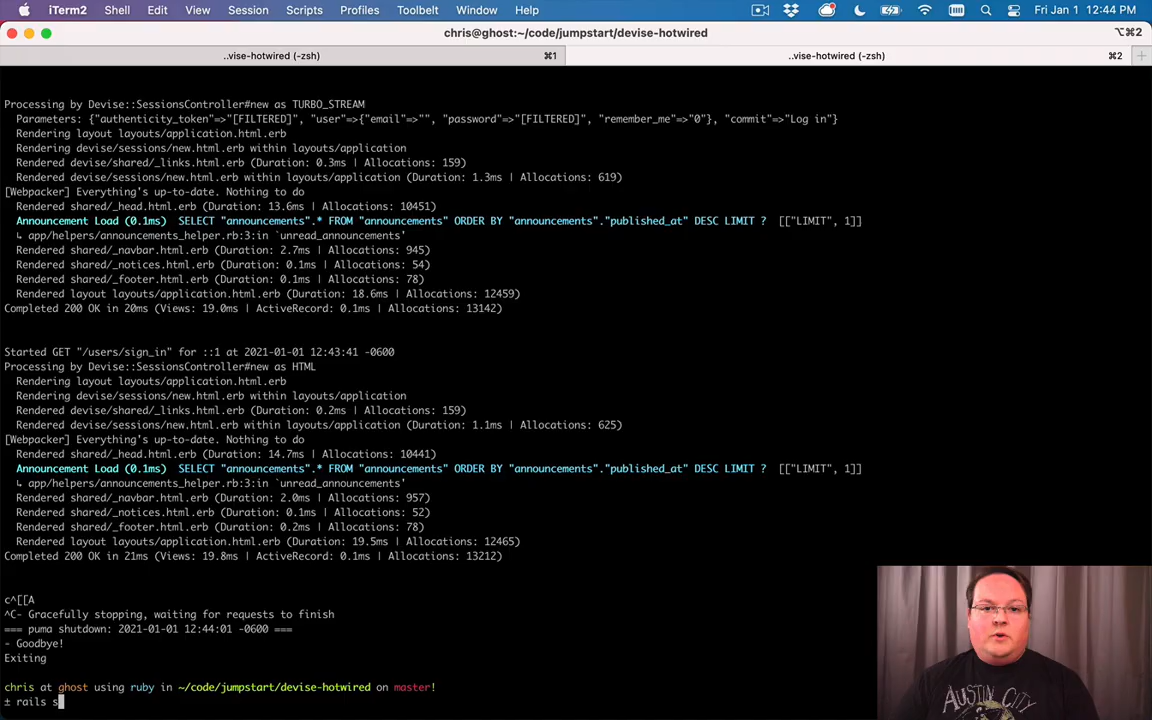 iTerm2 Shell Edit View Session Scripts Profiles Toolbelt Window Help Fri Jan 1 12:44 PM
chris@ghost:~/code/jumpstart/devise-hotwired ⌥⌘2
..vise-hotwired (-zsh) ⌘1 ..vise-hotwired (-zsh) ⌘2
Processing by Devise::SessionsController#new as TURBO_STREAM
Parameters: {"authenticity_token"=>"[FILTERED]", "user"=>{"email"=>"", "password"=>"[FILTERED]", "remember_me"=>"0"}, "commit"=>"Log in"}
Rendering layout layouts/application.html.erb
Rendering devise/sessions/new.html.erb within layouts/application
Rendered devise/shared/_links.html.erb (Duration: 0.3ms | Allocations: 159)
Rendered devise/sessions/new.html.erb within layouts/application (Duration: 1.3ms | Allocations: 619)
[Webpacker] Everything's up-to-date. Nothing to do
Rendered shared/_head.html.erb (Duration: 13.6ms | Allocations: 10451)
Announcement Load (0.1ms) SELECT "announcements".* FROM "announcements" ORDER BY "announcements"."published_at" DESC LIMIT ? [["LIMIT", 1]]
↳ app/helpers/announcements_helper.rb:3:in `unread_announcements'
Rendered shared/_navbar.html.erb (Duration: 2.7ms | Allocations: 945)
Rendered shared/_notices.html.erb (Duration: 0.1ms | Allocations: 54)
Rendered shared/_footer.html.erb (Duration: 0.1ms | Allocations: 78)
Rendered layout layouts/application.html.erb (Duration: 18.6ms | Allocations: 12459)
Completed 200 OK in 20ms (Views: 19.0ms | ActiveRecord: 0.1ms | Allocations: 13142)
Started GET "/users/sign_in" for ::1 at 2021-01-01 12:43:41 -0600
Processing by Devise::SessionsController#new as HTML
Rendering layout layouts/application.html.erb
Rendering devise/sessions/new.html.erb within layouts/application
Rendered devise/shared/_links.html.erb (Duration: 0.2ms | Allocations: 159)
Rendered devise/sessions/new.html.erb within layouts/application (Duration: 1.1ms | Allocations: 625)
[Webpacker] Everything's up-to-date. Nothing to do
Rendered shared/_head.html.erb (Duration: 14.7ms | Allocations: 10441)
Announcement Load (0.1ms) SELECT "announcements".* FROM "announcements" ORDER BY "announcements"."published_at" DESC LIMIT ? [["LIMIT", 1]]
↳ app/helpers/announcements_helper.rb:3:in `unread_announcements'
Rendered shared/_navbar.html.erb (Duration: 2.0ms | Allocations: 957)
Rendered shared/_notices.html.erb (Duration: 0.1ms | Allocations: 52)
Rendered shared/_footer.html.erb (Duration: 0.2ms | Allocations: 78)
Rendered layout layouts/application.html.erb (Duration: 19.5ms | Allocations: 12465)
Completed 200 OK in 21ms (Views: 19.8ms | ActiveRecord: 0.1ms | Allocations: 13212)
c^[[A
^C- Gracefully stopping, waiting for requests to finish
=== puma shutdown: 2021-01-01 12:44:01 -0600 ===
- Goodbye!
Exiting
chris at ghost using ruby in ~/code/jumpstart/devise-hotwired on master!
± rails s
AUSTIN CITY